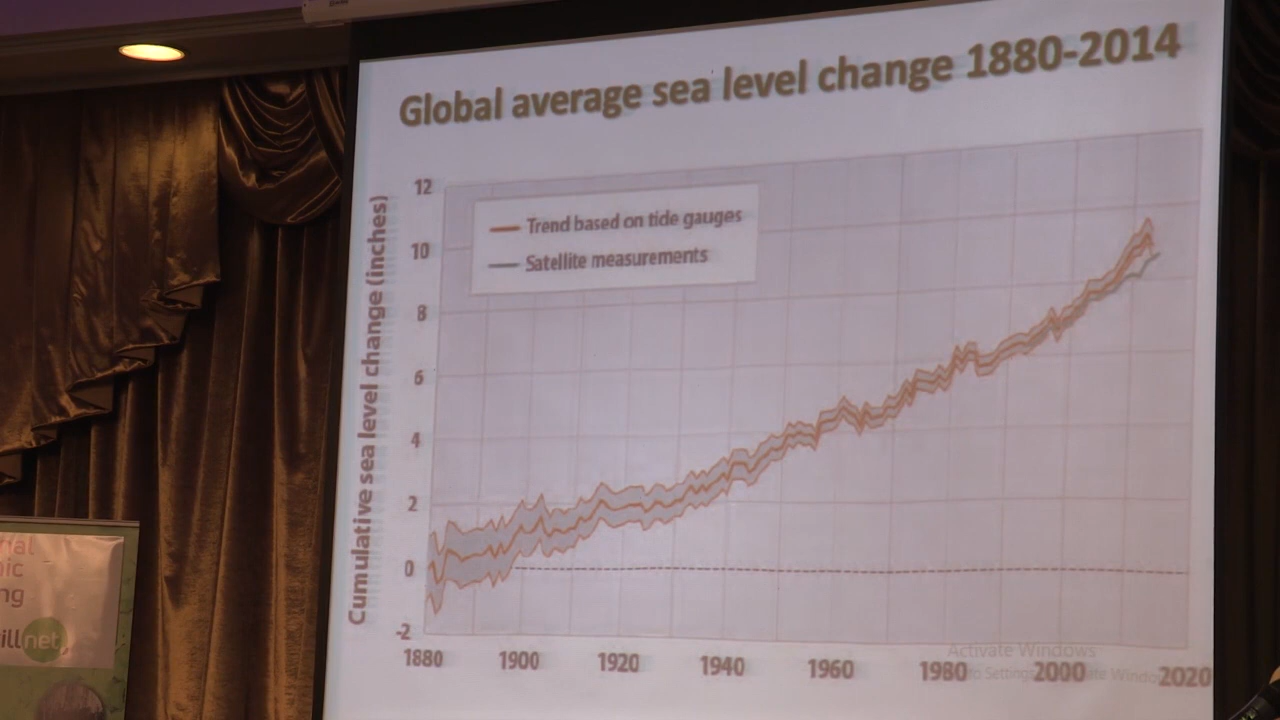 Global average sea level change 1880-2014
Cumulative sea level change (inches)
12
10
8
6
4
2
0
-2
Trend based on tide gauges
Satellite measurements
1880 1900 1920 1940 1960 1980 2000 2020
Activate Windows
to Settings
net